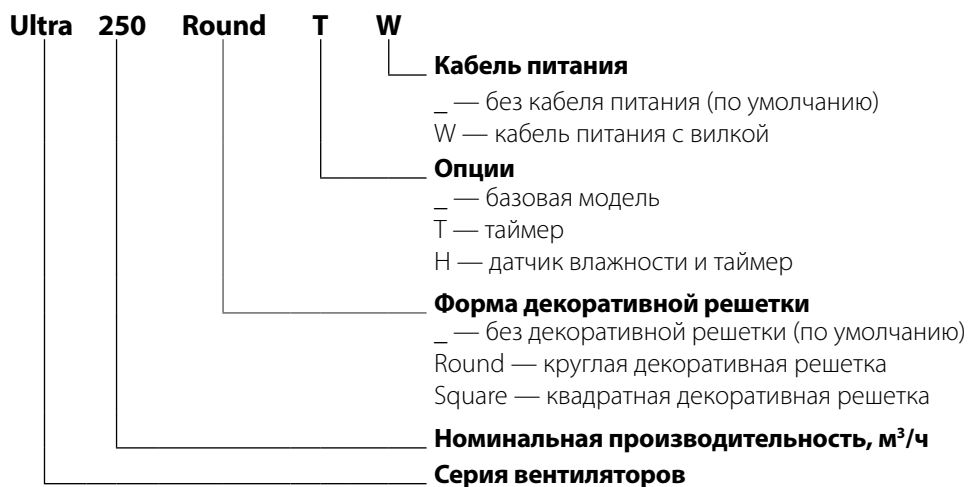 Ultra 250 Round T W
Кабель питания
_ — без кабеля питания (по умолчанию)
W — кабель питания с вилкой
Опции
_ — базовая модель
T — таймер
H — датчик влажности и таймер
Форма декоративной решетки
_ — без декоративной решетки (по умолчанию)
Round — круглая декоративная решетка
Square — квадратная декоративная решетка
Номинальная производительность, м³/ч
Серия вентиляторов